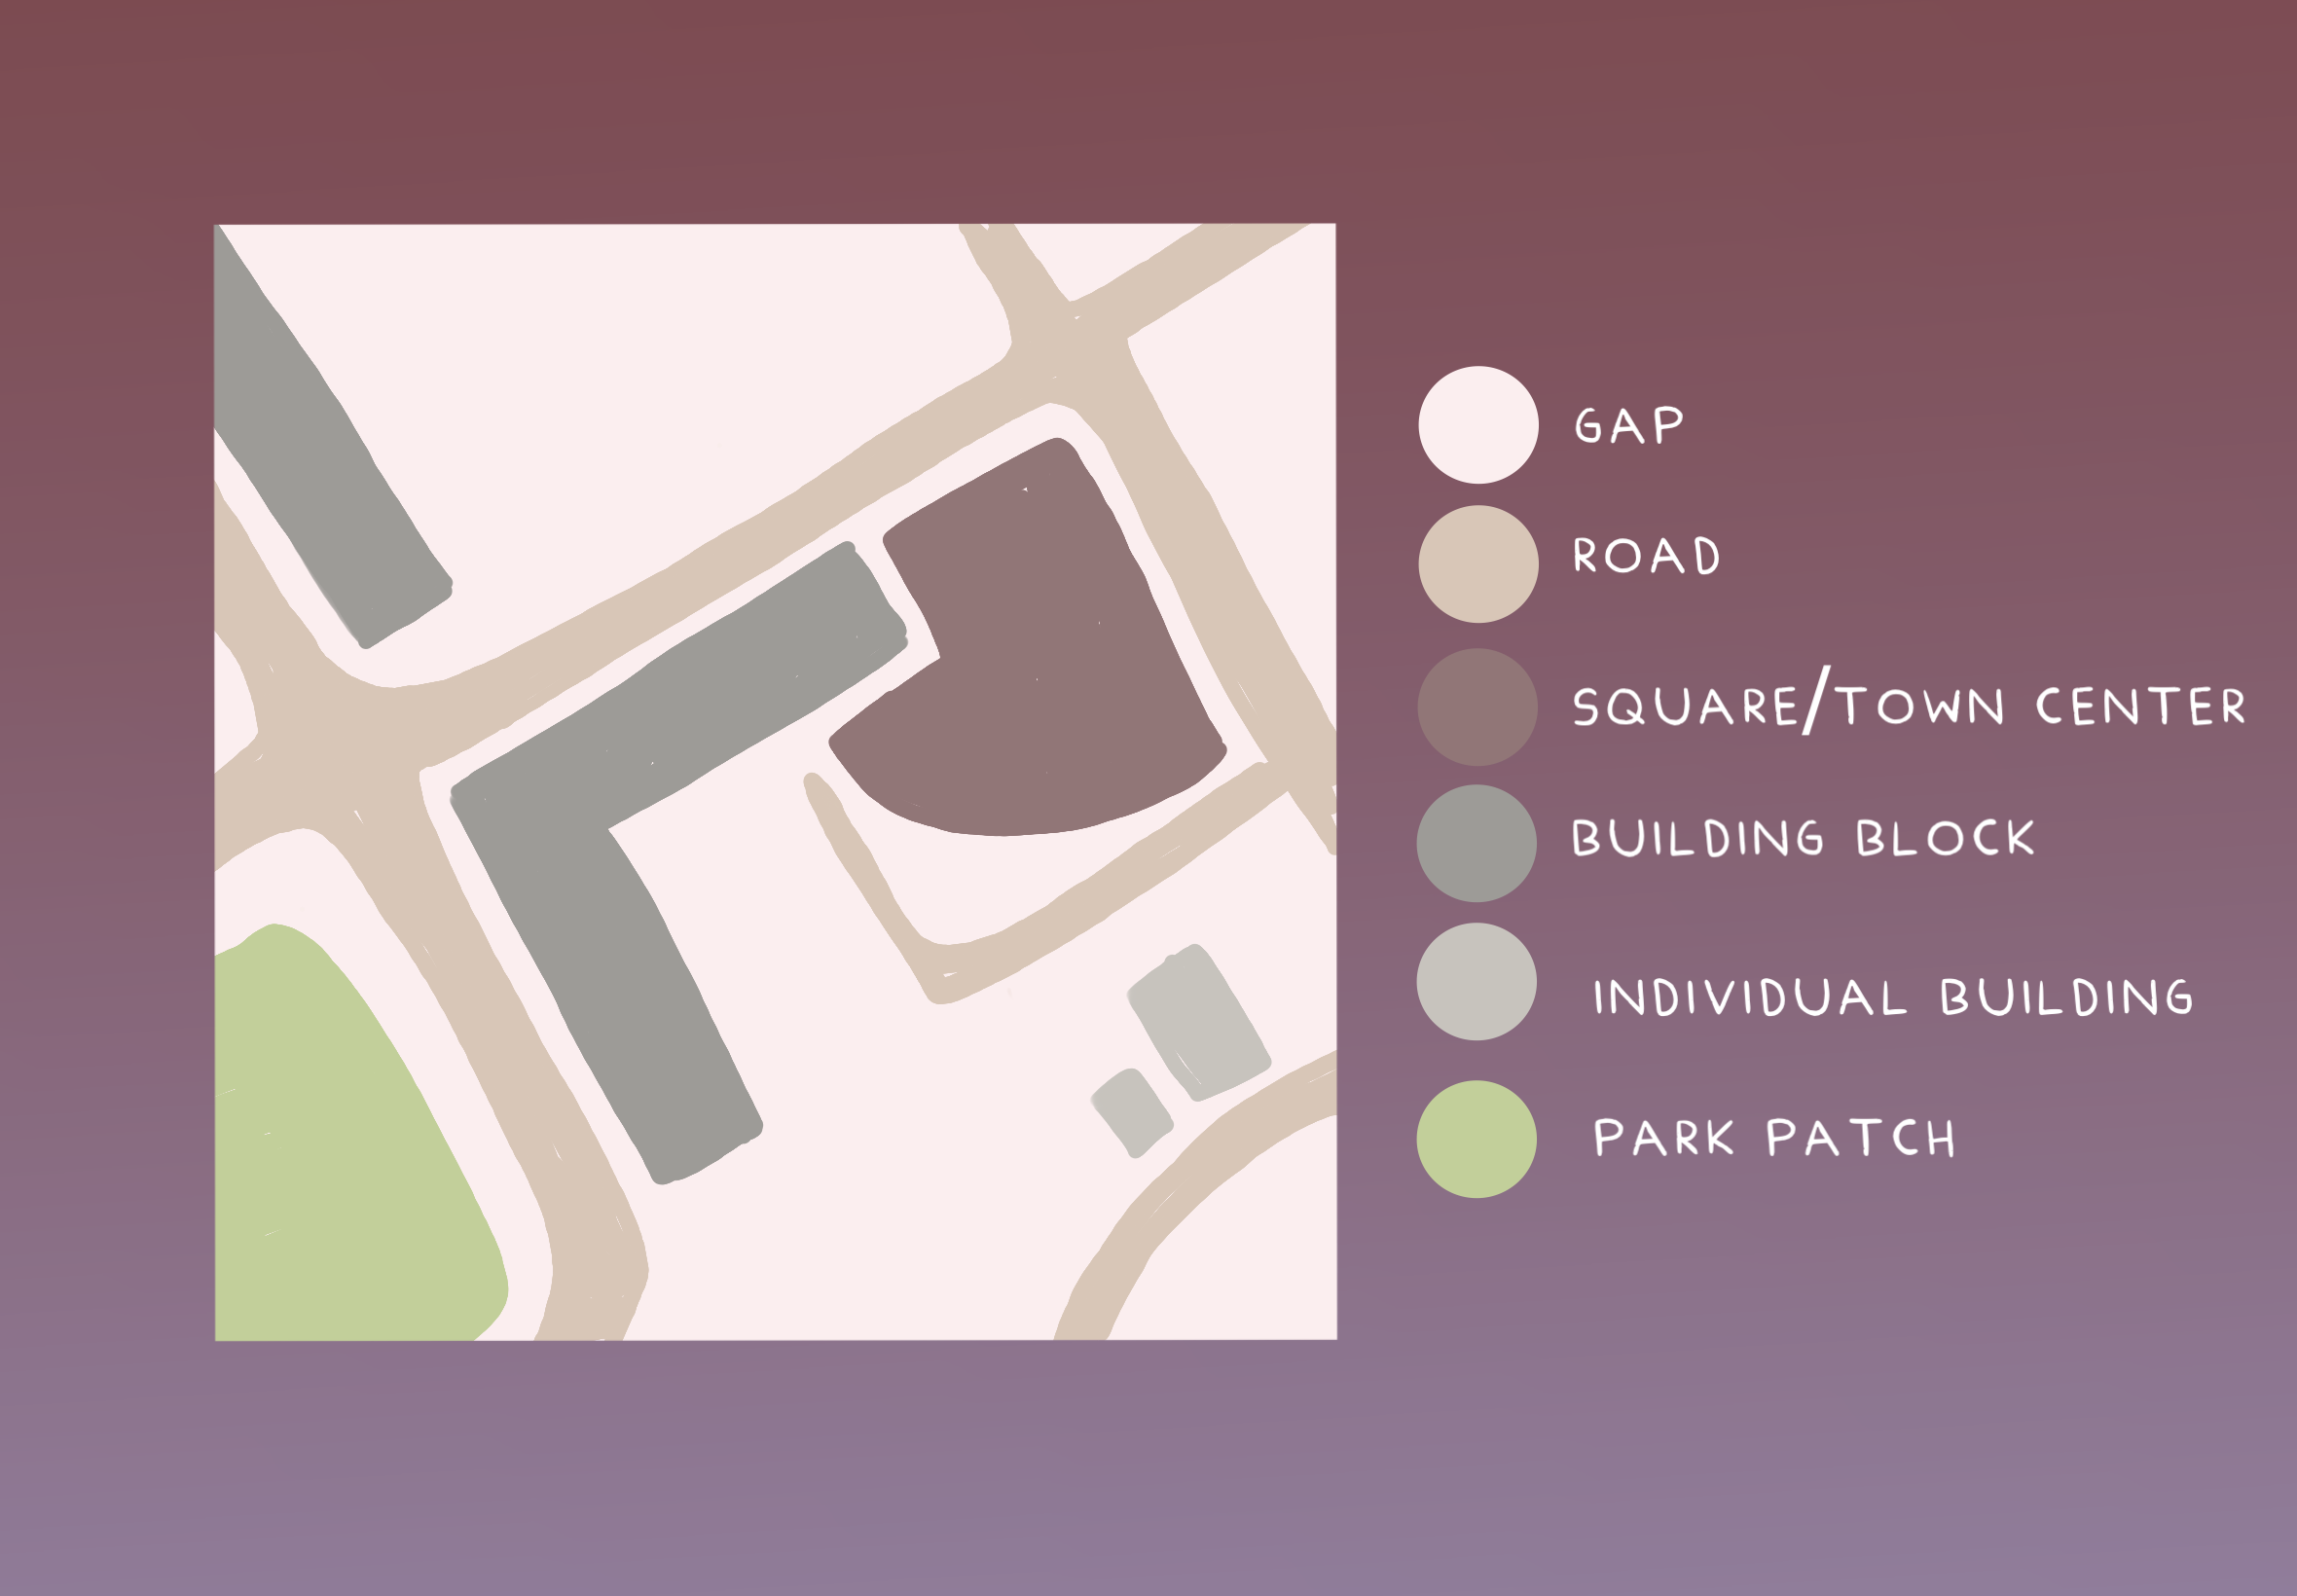 GAP
ROAD
SQUARE/TOWN CENTER
BUILDING BLOCK
INDIVIDUAL BUILDING
PARK PATCH